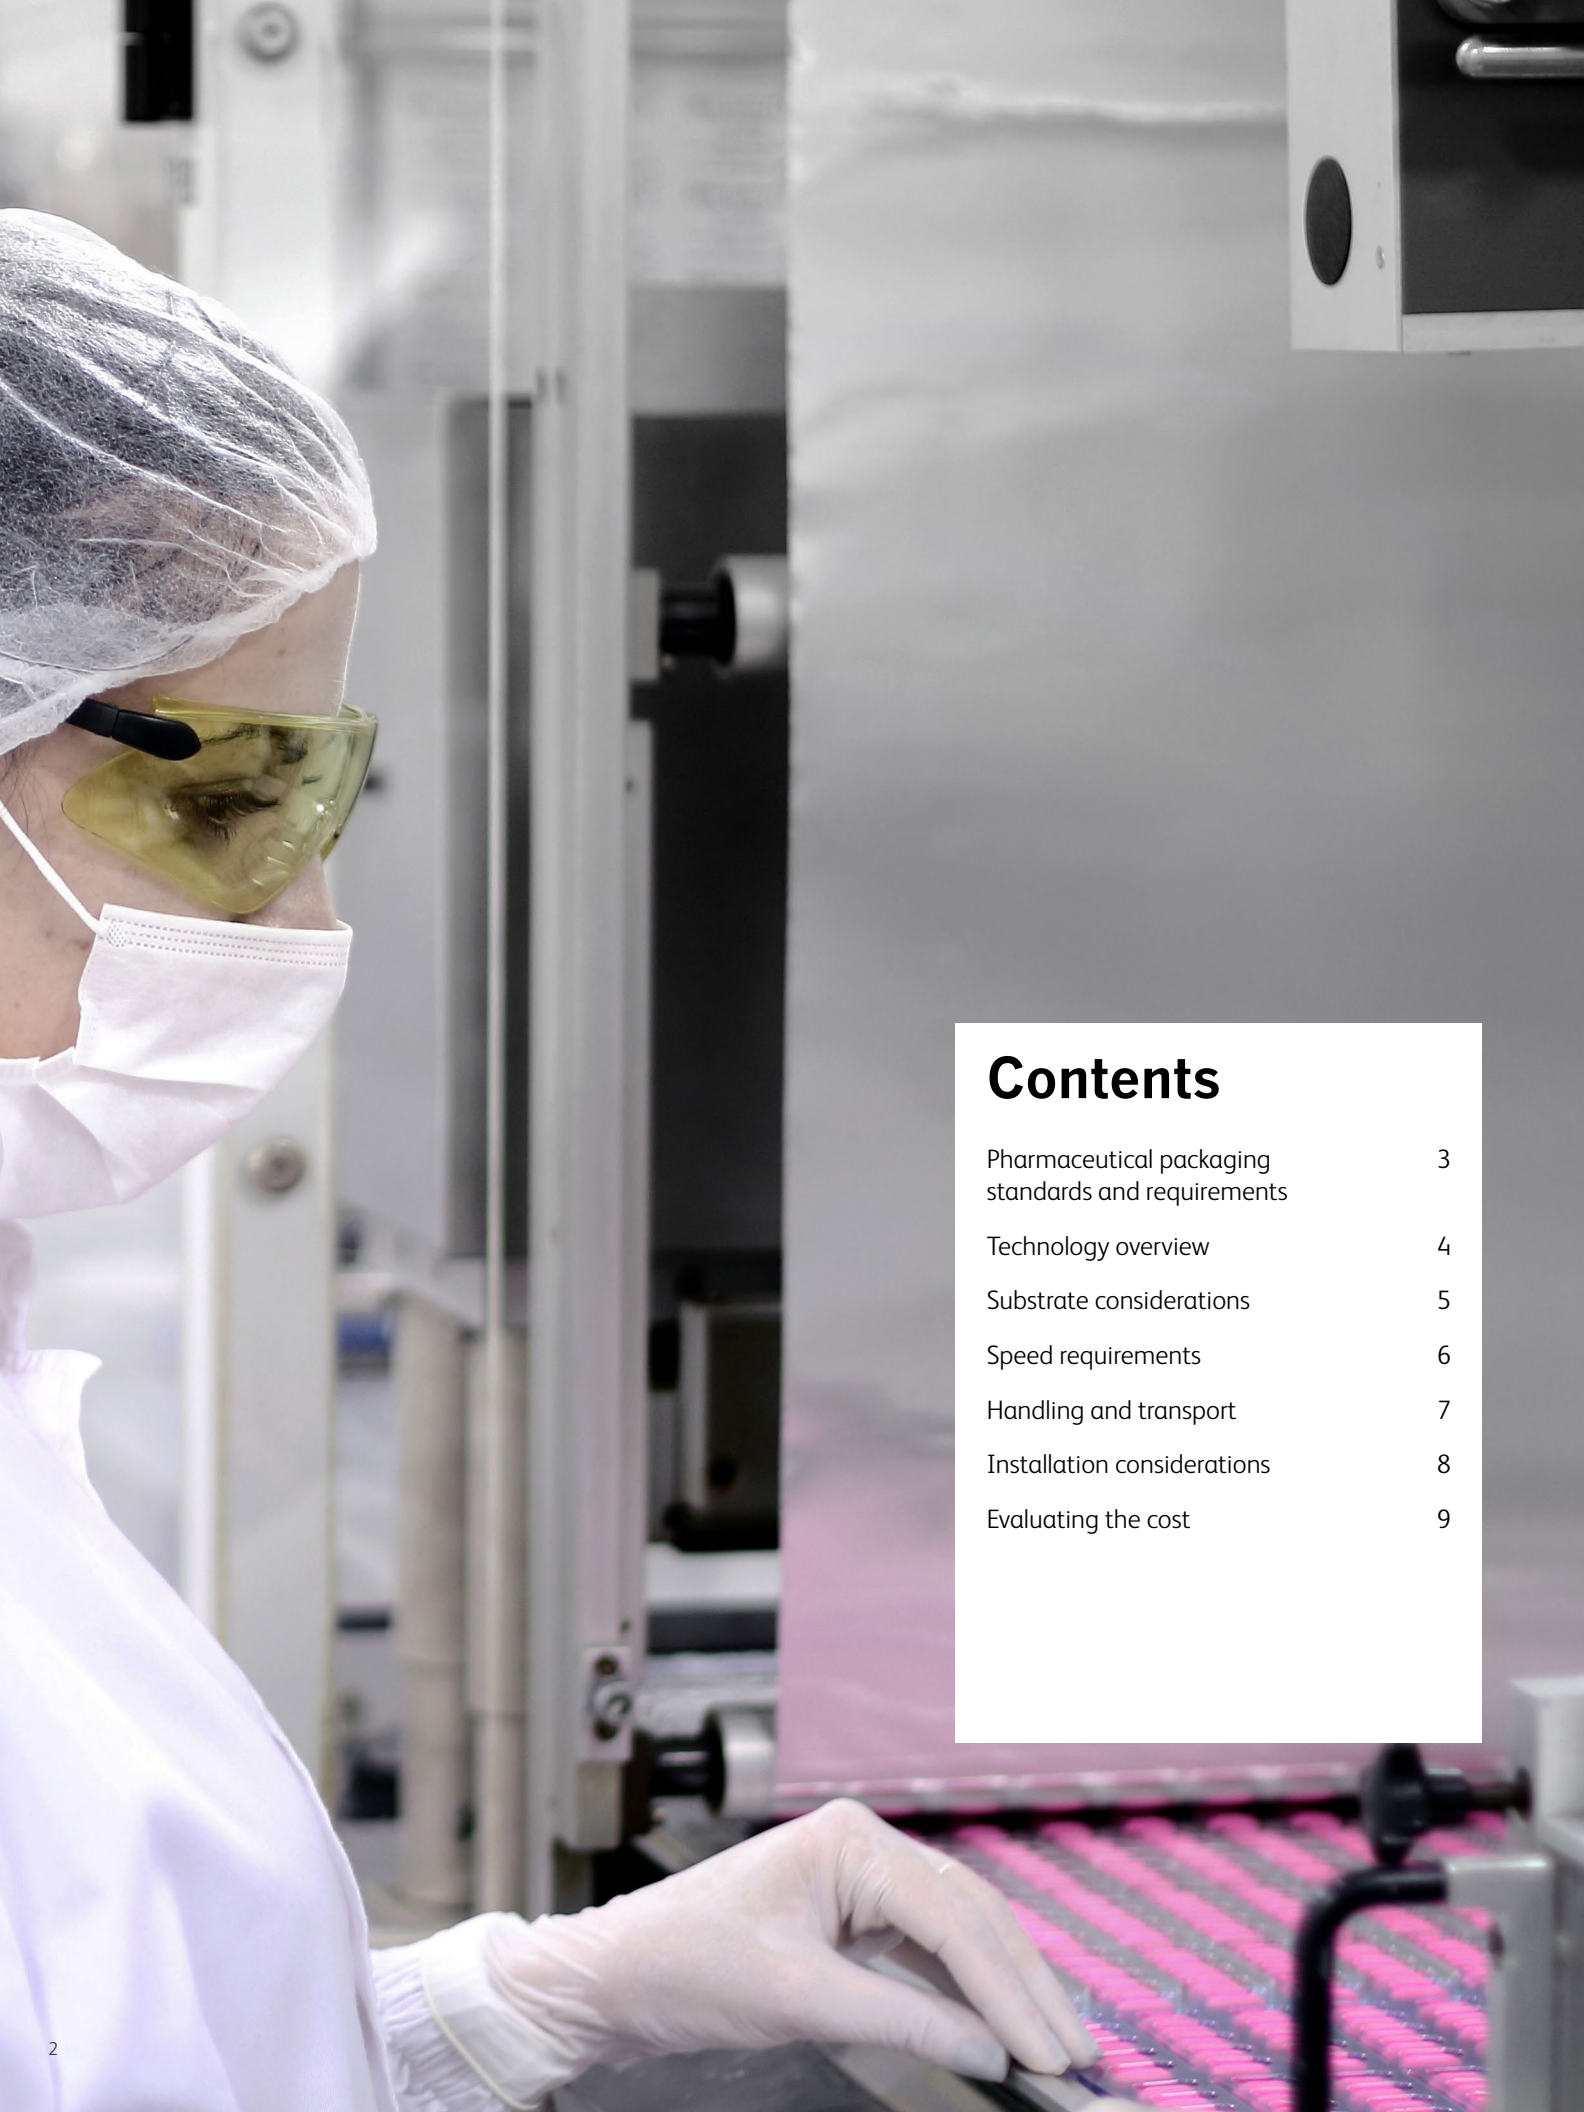 Contents
Pharmaceutical packaging 3
standards and requirements
Technology overview 4
Substrate considerations 5
Speed requirements 6
Handling and transport 7
Installation considerations 8
Evaluating the cost 9
2